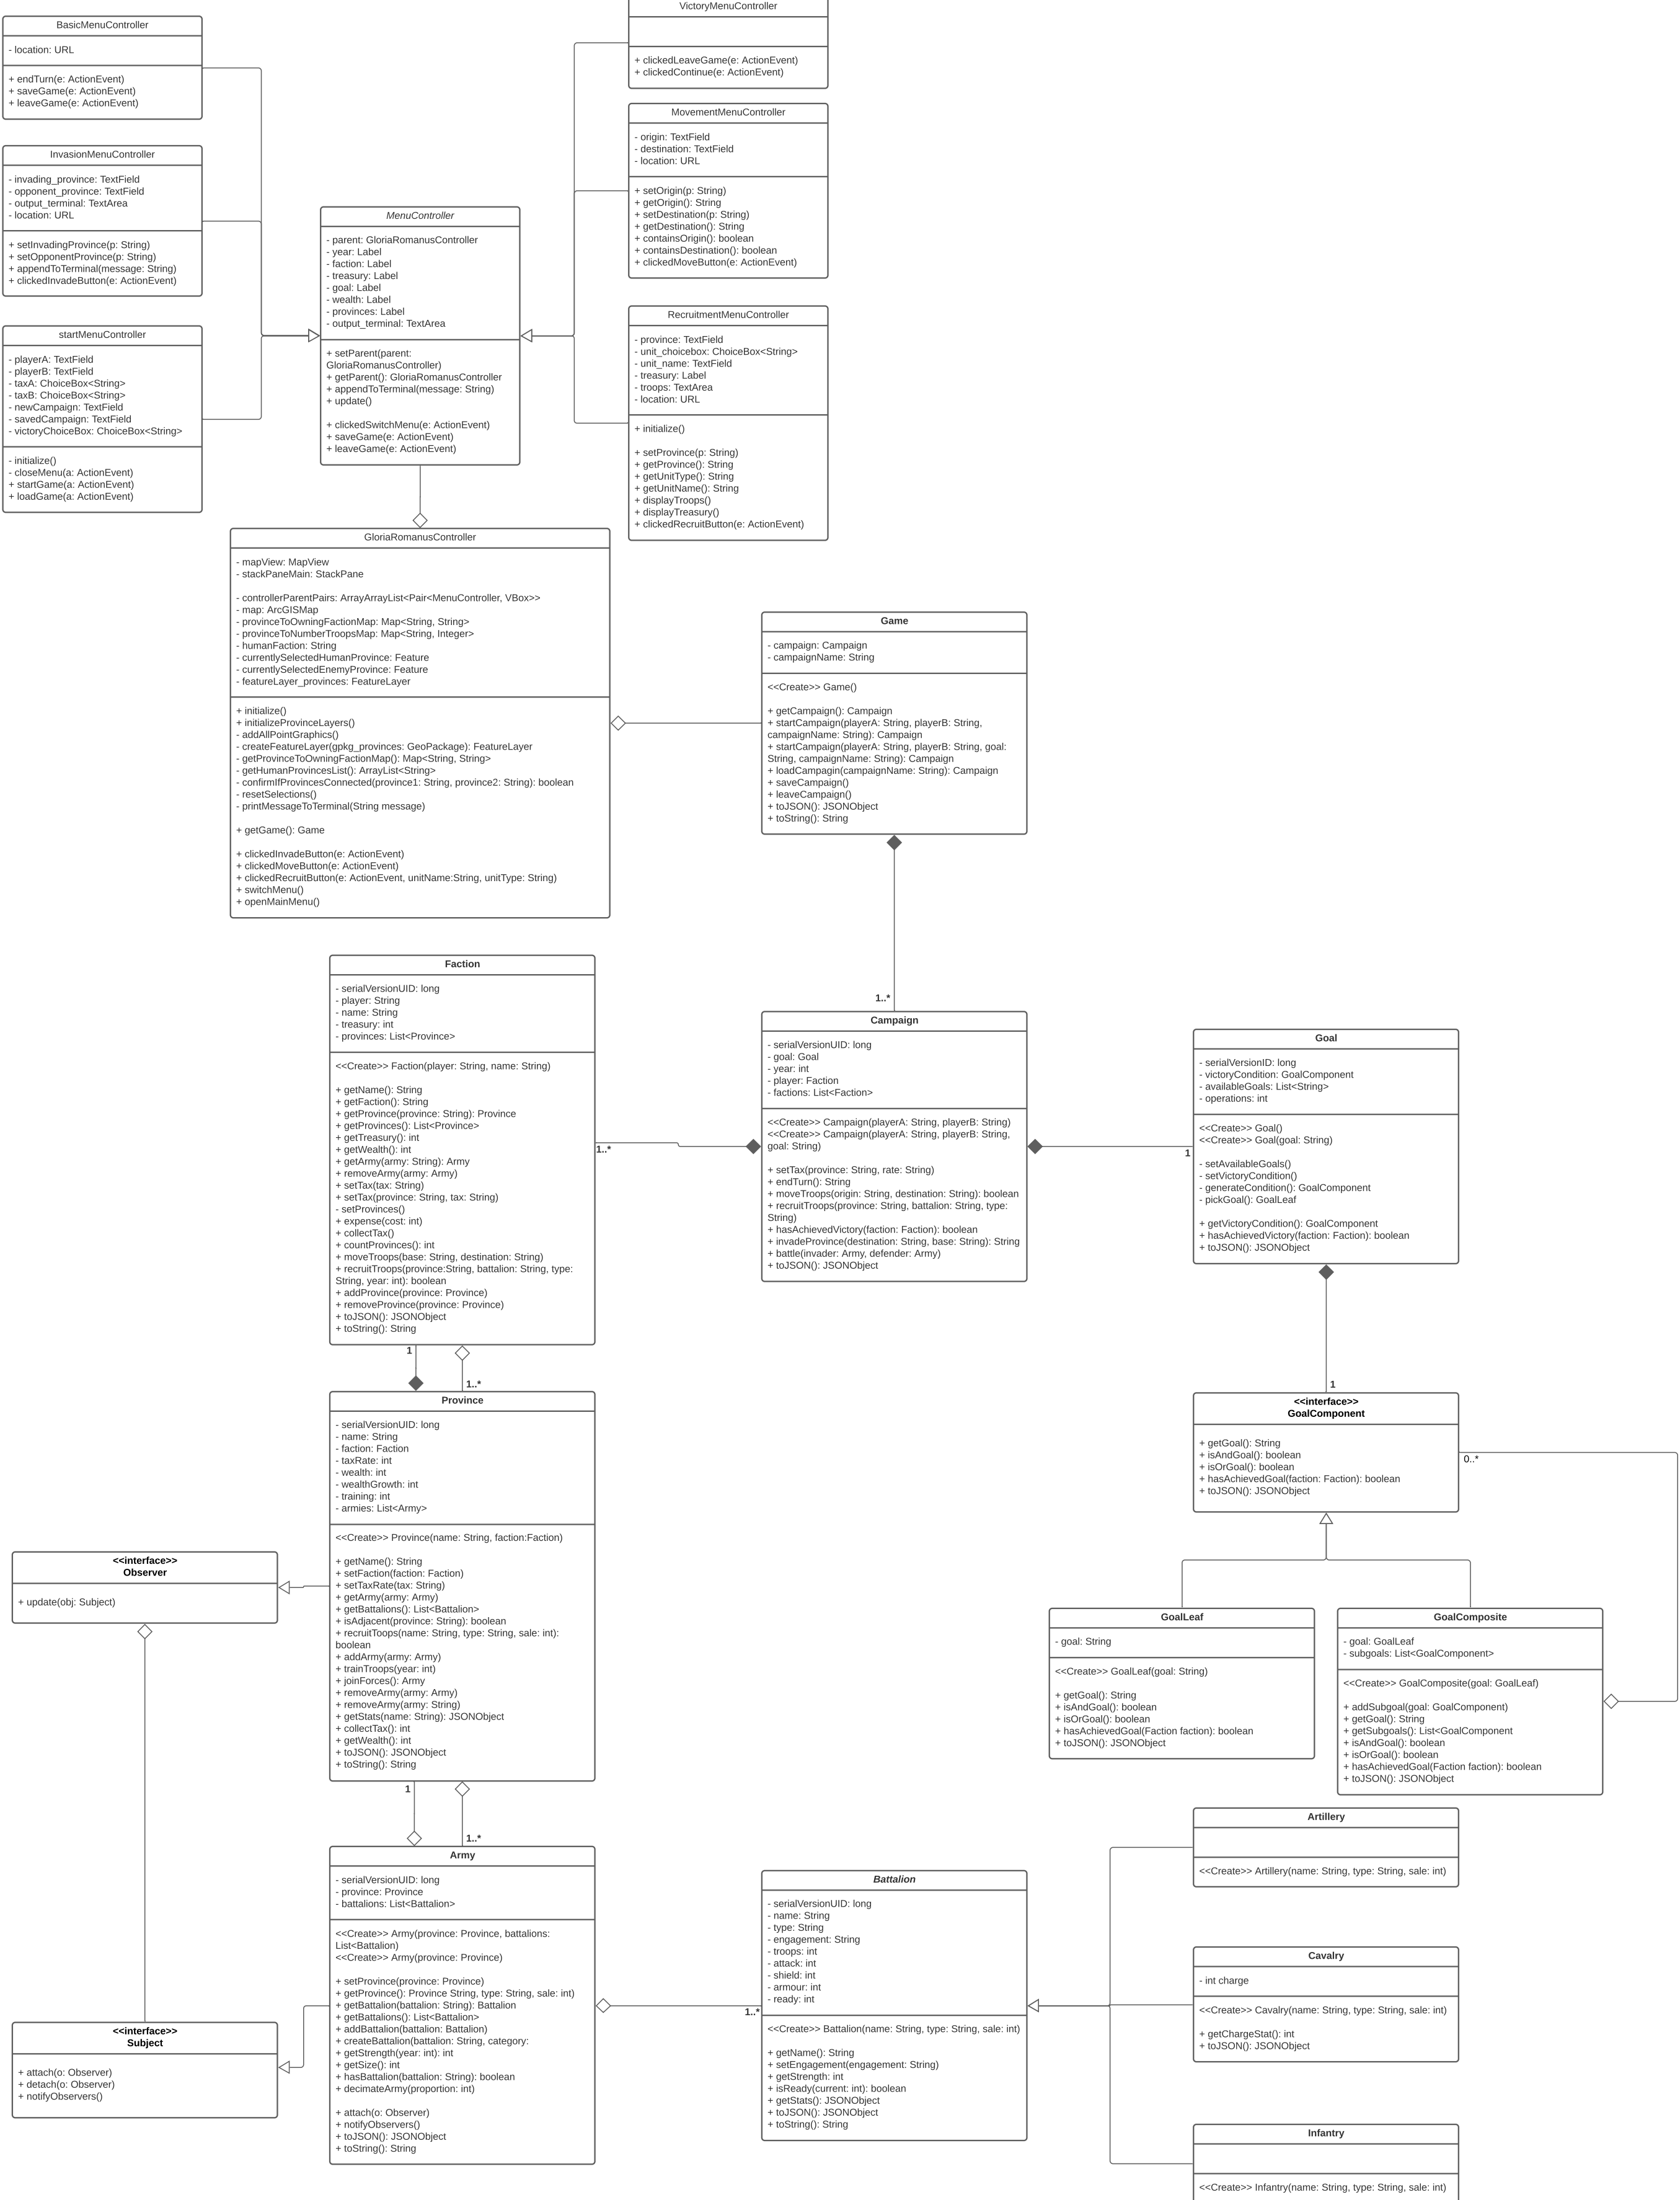 BasicMenuController
- location: URL
+ endTurn(e: ActionEvent)
+ saveGame(e: ActionEvent)
+ leaveGame(e: ActionEvent)
InvasionMenuController
- invading_province: TextField
- opponent_province: TextField
- output_terminal: TextArea
- location: URL
+ setInvadingProvince(p: String)
+ setOpponentProvince(p: String)
+ appendToTerminal(message: String)
+ clickedInvadeButton(e: ActionEvent)
startMenuController
- playerA: TextField
- playerB: TextField
- taxA: ChoiceBox<String>
- taxB: ChoiceBox<String>
- newCampaign: TextField
- savedCampaign: TextField
- victoryChoiceBox: ChoiceBox<String>
- initialize()
- closeMenu(a: ActionEvent)
+ startGame(a: ActionEvent)
+ loadGame(a: ActionEvent)
MenuController
- parent: GloriaRomanusController
- year: Label
- faction: Label
- treasury: Label
- goal: Label
- wealth: Label
- provinces: Label
- output_terminal: TextArea
+ setParent(parent:
GloriaRomanusController)
+ getParent(): GloriaRomanusController
+ appendToTerminal(message: String)
+ update()
+ clickedSwitchMenu(e: ActionEvent)
+ saveGame(e: ActionEvent)
+ leaveGame(e: ActionEvent)
VictoryMenuController
+ clickedLeaveGame(e: ActionEvent)
+ clickedContinue(e: ActionEvent)
MovementMenuController
- origin: TextField
- destination: TextField
- location: URL
+ setOrigin(p: String)
+ getOrigin(): String
+ setDestination(p: String)
+ getDestination(): String
+ containsOrigin(): boolean
+ containsDestination(): boolean
+ clickedMoveButton(e: ActionEvent)
RecruitmentMenuController
- province: TextField
- unit_choicebox: ChoiceBox<String>
- unit_name: TextField
- treasury: Label
- troops: TextArea
- location: URL
+ initialize()
+ setProvince(p: String)
+ getProvince(): String
+ getUnitType(): String
+ getUnitName(): String
+ displayTroops()
+ displayTreasury()
+ clickedRecruitButton(e: ActionEvent)
GloriaRomanusController
- mapView: MapView
- stackPaneMain: StackPane
- controllerParentPairs: ArrayArrayList<Pair<MenuController, VBox>>
- map: ArcGISMap
- provinceToOwningFactionMap: Map<String, String>
- provinceToNumberTroopsMap: Map<String, Integer>
- humanFaction: String
- currentlySelectedHumanProvince: Feature
- currentlySelectedEnemyProvince: Feature
- featureLayer_provinces: FeatureLayer
+ initialize()
+ initializeProvinceLayers()
- addAllPointGraphics()
- createFeatureLayer(gpkg_provinces: GeoPackage): FeatureLayer
- getProvinceToOwningFactionMap(): Map<String, String>
- getHumanProvincesList(): ArrayList<String>
- confirmIfProvincesConnected(province1: String, province2: String): boolean
- resetSelections()
- printMessageToTerminal(String message)
+ getGame(): Game
+ clickedInvadeButton(e: ActionEvent)
+ clickedMoveButton(e: ActionEvent)
+ clickedRecruitButton(e: ActionEvent, unitName:String, unitType: String)
+ switchMenu()
+ openMainMenu()
Game
- campaign: Campaign
- campaignName: String
<<Create>> Game()
+ getCampaign(): Campaign
+ startCampaign(playerA: String, playerB: String,
campaignName: String): Campaign
+ startCampaign(playerA: String, playerB: String, goal:
String, campaignName: String): Campaign
+ loadCampagin(campaignName: String): Campaign
+ saveCampaign()
+ leaveCampaign()
+ toJSON(): JSONObject
+ toString(): String
1..*
Faction
- serialVersionUID: long
- player: String
- name: String
- treasury: int
- provinces: List<Province>
<<Create>> Faction(player: String, name: String)
+ getName(): String
+ getFaction(): String
+ getProvince(province: String): Province
+ getProvinces(): List<Province>
+ getTreasury(): int
+ getWealth(): int
+ getArmy(army: String): Army
+ removeArmy(army: Army)
+ setTax(tax: String)
+ setTax(province: String, tax: String)
- setProvinces()
+ expense(cost: int)
+ collectTax()
+ countProvinces(): int
+ moveTroops(base: String, destination: String)
+ recruitTroops(province:String, battalion: String, type:
String, year: int): boolean
+ addProvince(province: Province)
+ removeProvince(province: Province)
+ toJSON(): JSONObject
+ toString(): String
1..*
Campaign
- serialVersionUID: long
- goal: Goal
- year: int
- player: Faction
- factions: List<Faction>
<<Create>> Campaign(playerA: String, playerB: String)
<<Create>> Campaign(playerA: String, playerB: String,
goal: String)
+ setTax(province: String, rate: String)
+ endTurn(): String
+ moveTroops(origin: String, destination: String): boolean
+ recruitTroops(province: String, battalion: String, type:
String)
+ hasAchievedVictory(faction: Faction): boolean
+ invadeProvince(destination: String, base: String): String
+ battle(invader: Army, defender: Army)
+ toJSON(): JSONObject
1
Goal
- serialVersionID: long
- victoryCondition: GoalComponent
- availableGoals: List<String>
- operations: int
<<Create>> Goal()
<<Create>> Goal(goal: String)
- setAvailableGoals()
- setVictoryCondition()
- generateCondition(): GoalComponent
- pickGoal(): GoalLeaf
+ getVictoryCondition(): GoalComponent
+ hasAchievedVictory(faction: Faction): boolean
+ toJSON(): JSONObject
1
1..*
1
Province
- serialVersionUID: long
- name: String
- faction: Faction
- taxRate: int
- wealth: int
- wealthGrowth: int
- training: int
- armies: List<Army>
<<Create>> Province(name: String, faction:Faction)
+ getName(): String
+ setFaction(faction: Faction)
+ setTaxRate(tax: String)
+ getArmy(army: Army)
+ getBattalions(): List<Battalion>
+ isAdjacent(province: String): boolean
+ recruitToops(name: String, type: String, sale: int):
boolean
+ addArmy(army: Army)
+ trainTroops(year: int)
+ joinForces(): Army
+ removeArmy(army: Army)
+ removeArmy(army: String)
+ getStats(name: String): JSONObject
+ collectTax(): int
+ getWealth(): int
+ toJSON(): JSONObject
+ toString(): String
<<interface>>
GoalComponent
+ getGoal(): String
+ isAndGoal(): boolean
+ isOrGoal(): boolean
+ hasAchievedGoal(faction: Faction): boolean
+ toJSON(): JSONObject
0..*
<<interface>>
Observer
+ update(obj: Subject)
GoalLeaf
- goal: String
<<Create>> GoalLeaf(goal: String)
+ getGoal(): String
+ isAndGoal(): boolean
+ isOrGoal(): boolean
+ hasAchievedGoal(Faction faction): boolean
+ toJSON(): JSONObject
GoalComposite
- goal: GoalLeaf
- subgoals: List<GoalComponent>
<<Create>> GoalComposite(goal: GoalLeaf)
+ addSubgoal(goal: GoalComponent)
+ getGoal(): String
+ getSubgoals(): List<GoalComponent
+ isAndGoal(): boolean
+ isOrGoal(): boolean
+ hasAchievedGoal(Faction faction): boolean
+ toJSON(): JSONObject
1
1..*
Army
- serialVersionUID: long
- province: Province
- battalions: List<Battalion>
<<Create>> Army(province: Province, battalions:
List<Battalion)
<<Create>> Army(province: Province)
+ setProvince(province: Province)
+ getProvince(): Province String, type: String, sale: int)
+ getBattalion(battalion: String): Battalion
+ getBattalions(): List<Battalion>
+ addBattalion(battalion: Battalion)
+ createBattalion(battalion: String, category:
+ getStrength(year: int): int
+ getSize(): int
+ hasBattalion(battalion: String): boolean
+ decimateArmy(proportion: int)
+ attach(o: Observer)
+ notifyObservers()
+ toJSON(): JSONObject
+ toString(): String
<<interface>>
Subject
+ attach(o: Observer)
+ detach(o: Observer)
+ notifyObservers()
1..*
Battalion
- serialVersionUID: long
- name: String
- type: String
- engagement: String
- troops: int
- attack: int
- shield: int
- armour: int
- ready: int
<<Create>> Battalion(name: String, type: String, sale: int)
+ getName(): String
+ setEngagement(engagement: String)
+ getStrength: int
+ isReady(current: int): boolean
+ getStats(): JSONObject
+ toJSON(): JSONObject
+ toString(): String
Artillery
<<Create>> Artillery(name: String, type: String, sale: int)
Cavalry
- int charge
<<Create>> Cavalry(name: String, type: String, sale: int)
+ getChargeStat(): int
+ toJSON(): JSONObject
Infantry
<<Create>> Infantry(name: String, type: String, sale: int)